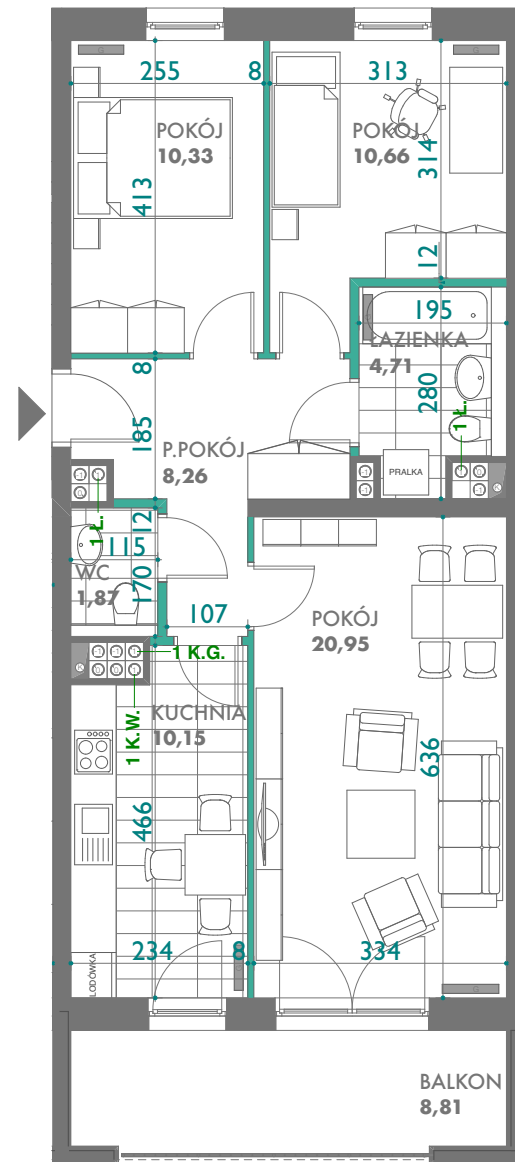 255
8
313
POKÓJ
10,33
POKÓJ
10,66
413
314
12
195
ŁAZIENKA
4,71
280
1 Ł.
8
185
P.POKÓJ
8,26
PRALKA
1 Ł.
12
115
WC
1,87
170
107
POKÓJ
20,95
1 K.G.
KUCHNIA
10,15
1 K.W.
636
466
LODÓWKA
234
8
334
BALKON
8,81